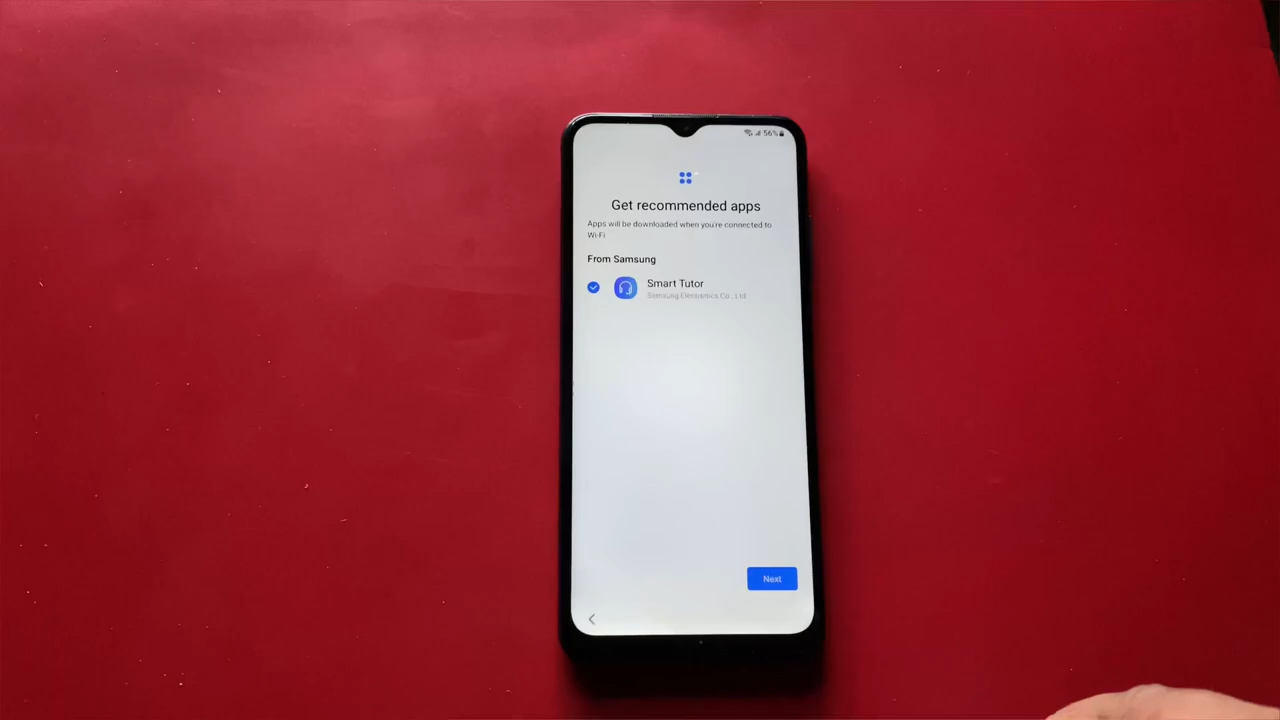 56%
Get recommended apps
Apps will be downloaded when you're connected to
Wi-Fi
From Samsung
Smart Tutor
Samsung Electronics Co., Ltd
Next